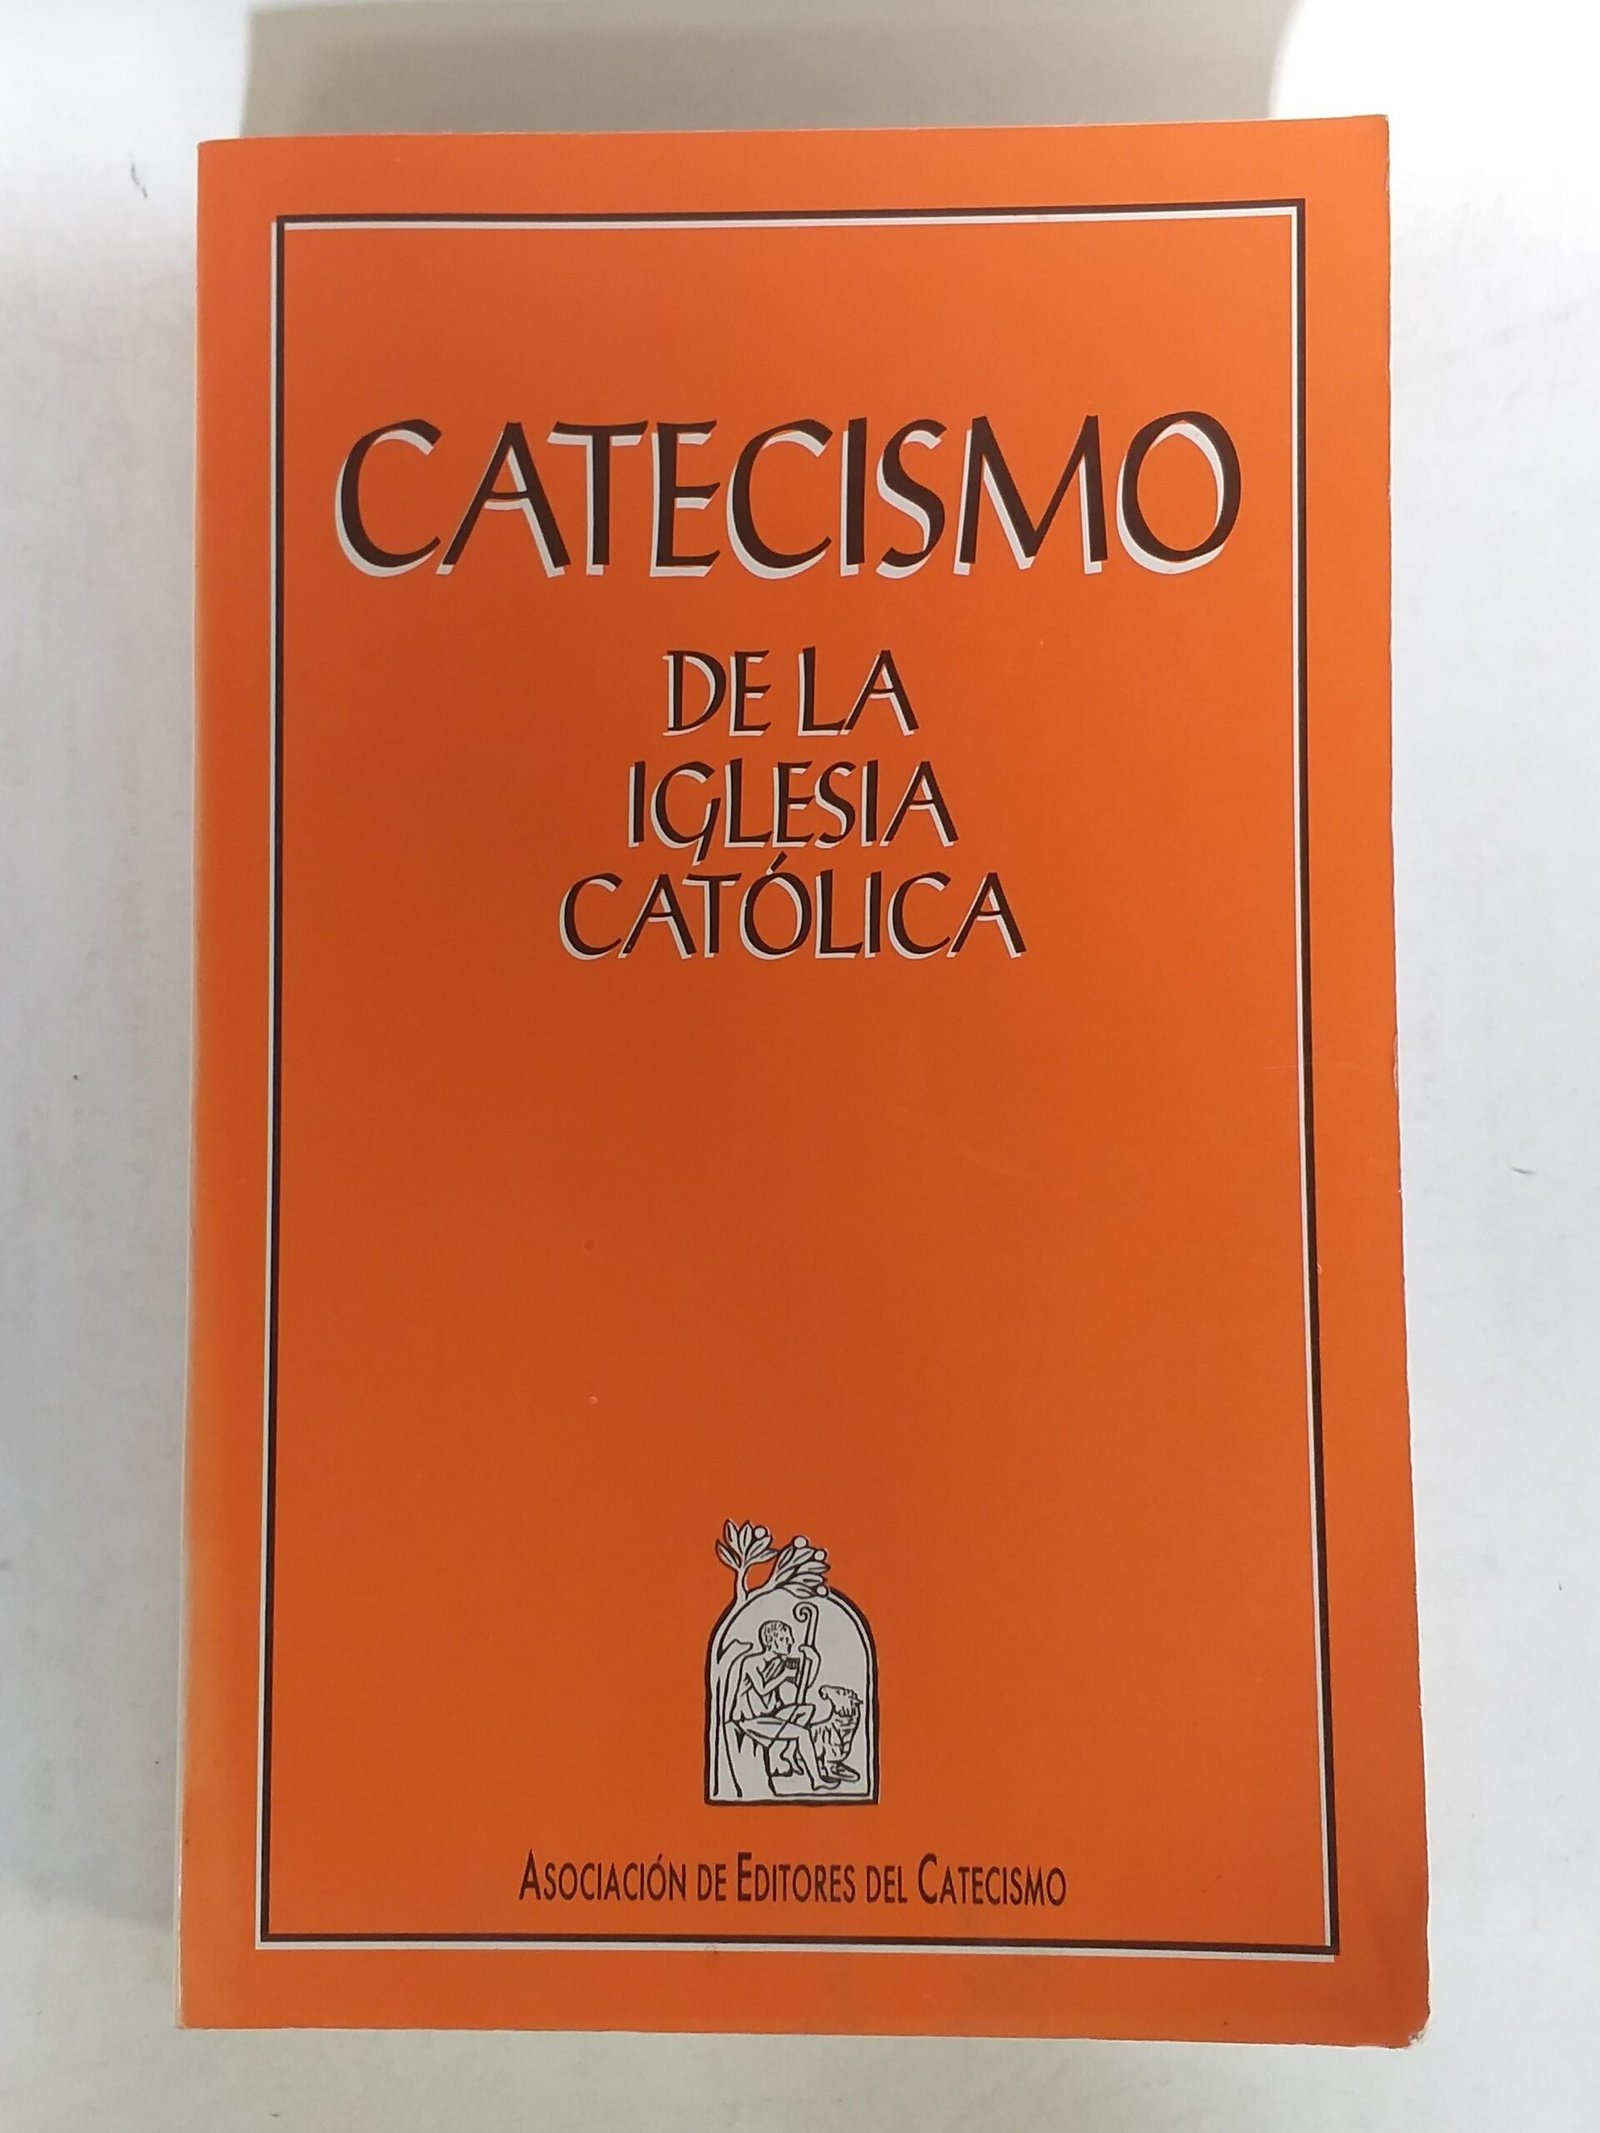 CATECISMO
DE LA
IGLESIA
CATÓLICA
ASOCIACIÓN DE EDITORES DEL CATECISMO